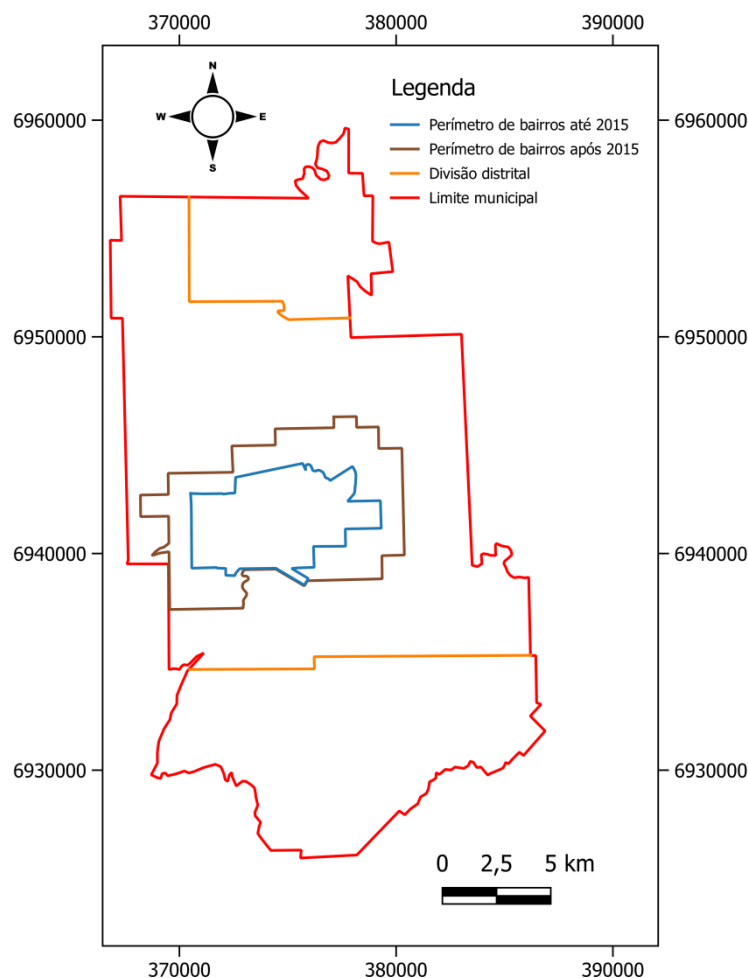 370000 380000 390000
N
W E
S
Legenda
Perímetro de bairros até 2015
Perímetro de bairros após 2015
Divisão distrital
Limite municipal
6960000 6960000
6950000 6950000
6940000 6940000
6930000 6930000
0 2,5 5 km
370000 380000 390000